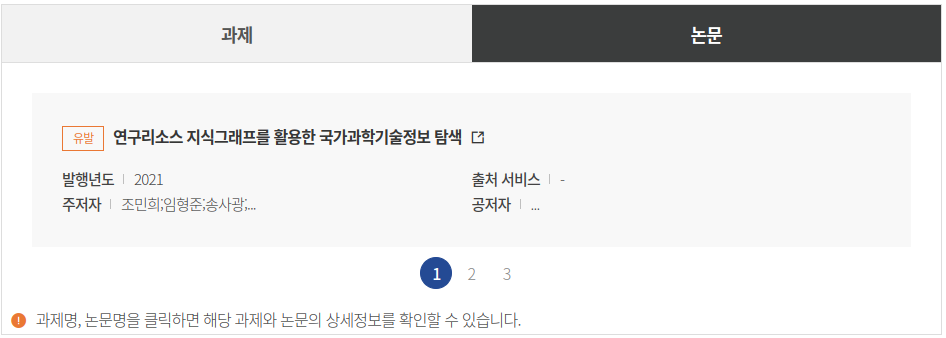 과제 논문
유발 연구리소스 지식그래프를 활용한 국가과학기술정보 탐색
발행년도 2021 출처 서비스 -
주저자 조민희;임형준;송사광;... 공저자 ...
1 2 3
! 과제명, 논문명을 클릭하면 해당 과제와 논문의 상세정보를 확인할 수 있습니다.